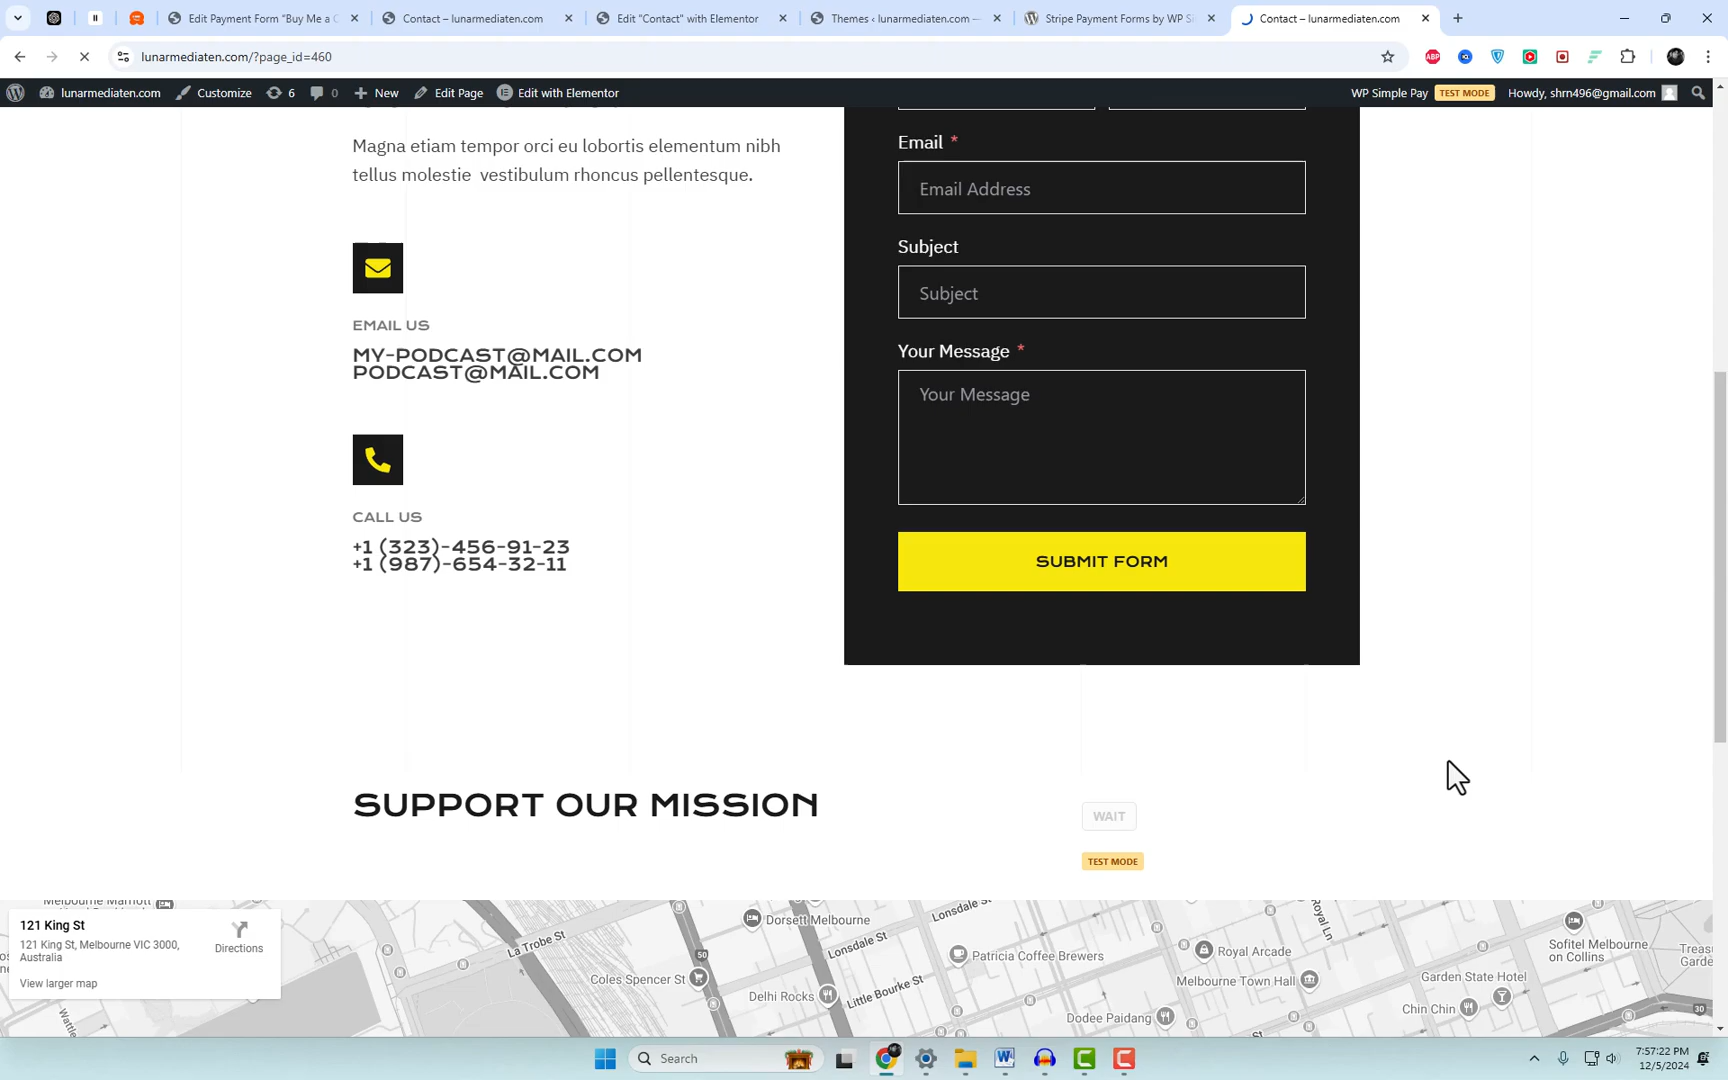 Edit Payment Form "Buy Me a C
Contact – lunarmediaten.com
Edit "Contact" with Elementor
Themes ‹ lunarmediaten.com —
Stripe Payment Forms by WP Si
Contact – lunarmediaten.com
lunarmediaten.com/?page_id=460
lunarmediaten.com
Customize
6
0
New
Edit Page
Edit with Elementor
WP Simple Pay
TEST MODE
Howdy, shrn496@gmail.com
Magna etiam tempor orci eu lobortis elementum nibh
tellus molestie vestibulum rhoncus pellentesque.
EMAIL US
MY-PODCAST@MAIL.COM
PODCAST@MAIL.COM
CALL US
+1 (323)-456-91-23
+1 (987)-654-32-11
Email *
Email Address
Subject
Subject
Your Message *
Your Message
SUBMIT FORM
SUPPORT OUR MISSION
WAIT
TEST MODE
121 King St
121 King St, Melbourne VIC 3000,
Australia
Directions
View larger map
La Trobe St
Coles Spencer St
50
Dorsett Melbourne
Lonsdale St
Lonsdale St
Delhi Rocks
Little Bourke St
Patricia Coffee Brewers
Dodee Paidang
Royal Arcade
Melbourne Town Hall
Sofitel Melbourne
on Collins
Garden State Hotel
Chin Chin
30
Search
7:57:22 PM
12/5/2024